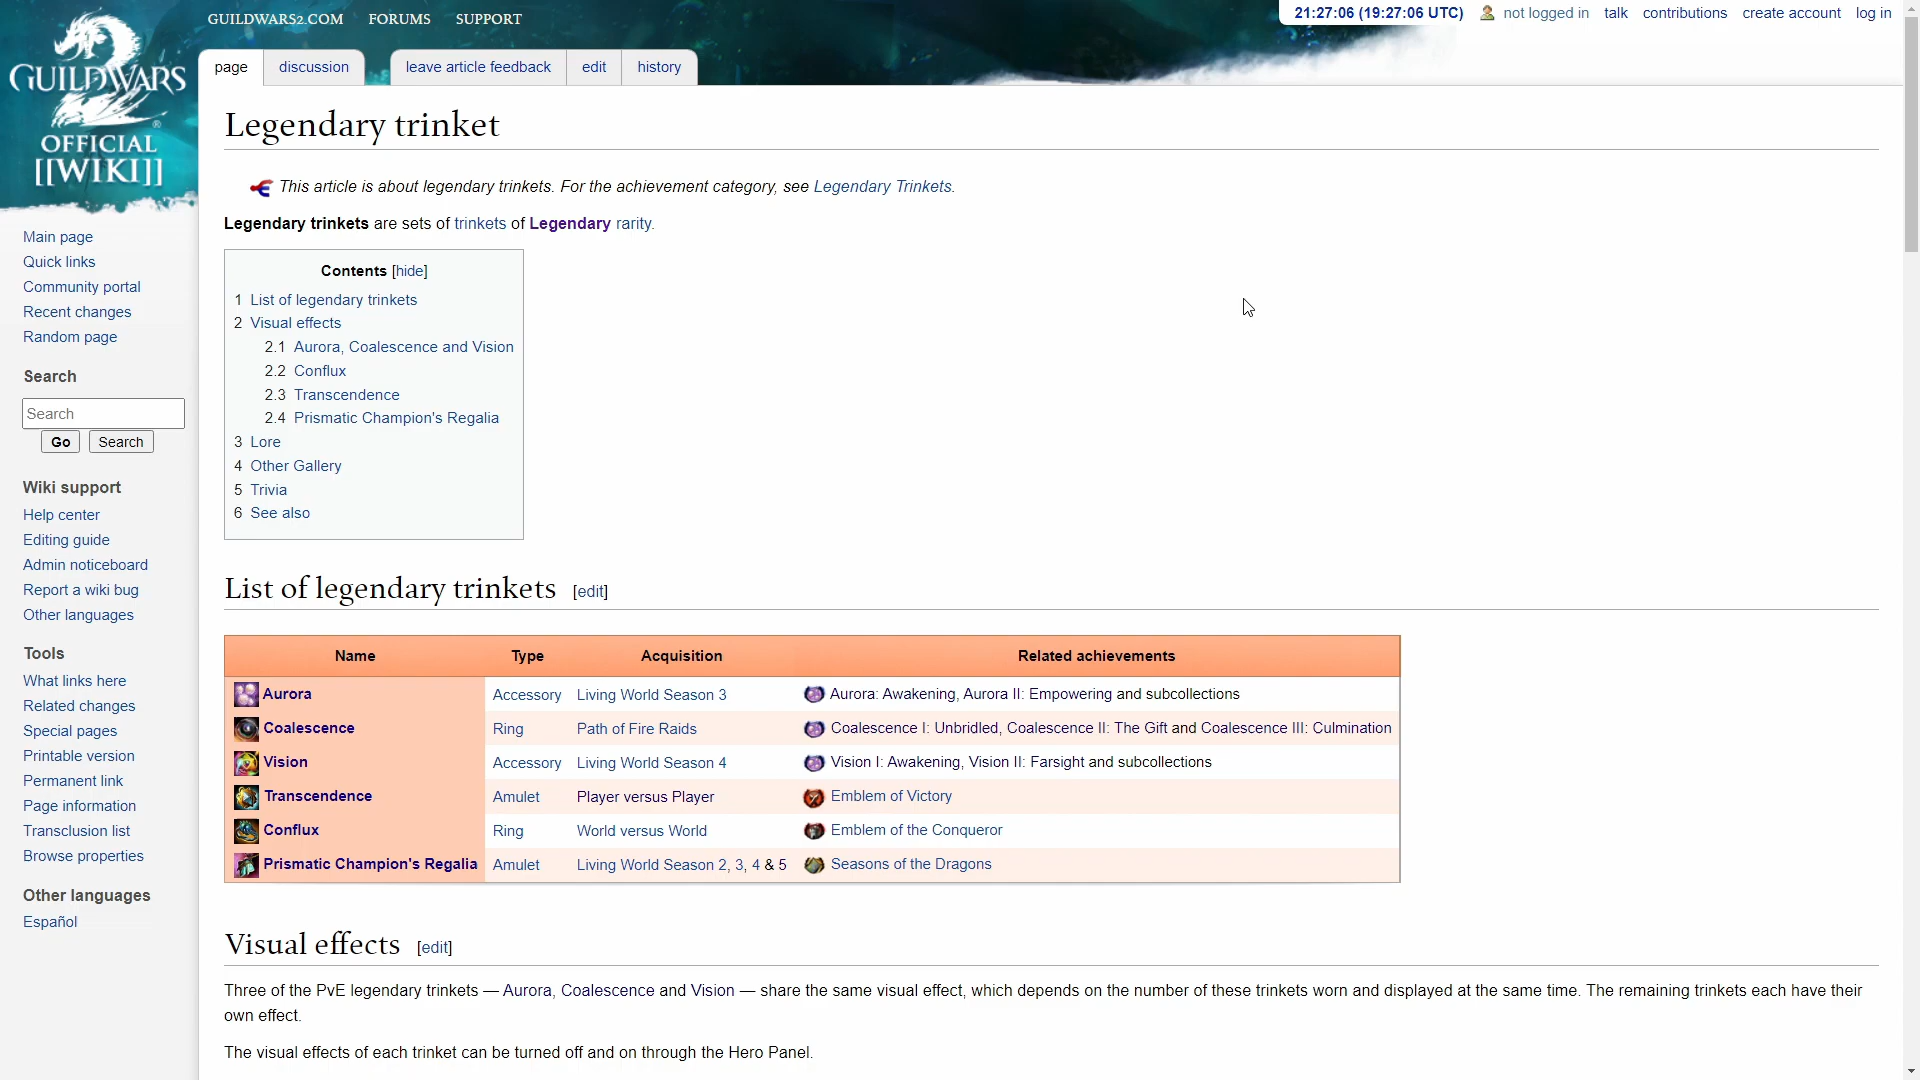 GUILDWARS2.COM FORUMS SUPPORT
21:27:06 (19:27:06 UTC) not logged in talk contributions create account log in
GUILD WARS
®
OFFICIAL
[[WIKI]]
page discussion leave article feedback edit history
Legendary trinket
This article is about legendary trinkets. For the achievement category, see Legendary Trinkets.
Legendary trinkets are sets of trinkets of Legendary rarity.
Main page
Quick links
Community portal
Recent changes
Random page
Search
Search
Go Search
Wiki support
Help center
Editing guide
Admin noticeboard
Report a wiki bug
Other languages
Tools
What links here
Related changes
Special pages
Printable version
Permanent link
Page information
Transclusion list
Browse properties
Other languages
Español
Contents [hide]
1 List of legendary trinkets
2 Visual effects
2.1 Aurora, Coalescence and Vision
2.2 Conflux
2.3 Transcendence
2.4 Prismatic Champion's Regalia
3 Lore
4 Other Gallery
5 Trivia
6 See also
List of legendary trinkets [edit]
Name Type Acquisition Related achievements
Aurora Accessory Living World Season 3 Aurora: Awakening, Aurora II: Empowering and subcollections
Coalescence Ring Path of Fire Raids Coalescence I: Unbridled, Coalescence II: The Gift and Coalescence III: Culmination
Vision Accessory Living World Season 4 Vision I: Awakening, Vision II: Farsight and subcollections
Transcendence Amulet Player versus Player Emblem of Victory
Conflux Ring World versus World Emblem of the Conqueror
Prismatic Champion's Regalia Amulet Living World Season 2, 3, 4 & 5 Seasons of the Dragons
Visual effects [edit]
Three of the PvE legendary trinkets — Aurora, Coalescence and Vision — share the same visual effect, which depends on the number of these trinkets worn and displayed at the same time. The remaining trinkets each have their
own effect.
The visual effects of each trinket can be turned off and on through the Hero Panel.